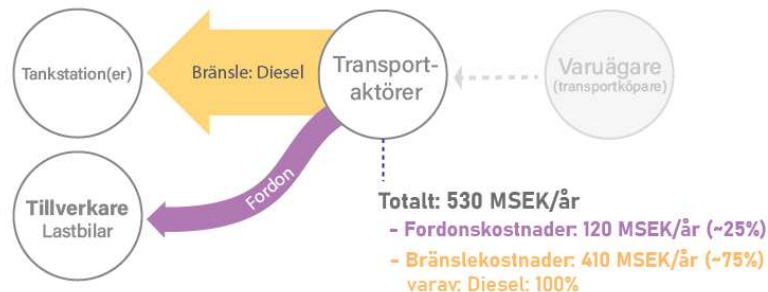 Tankstation(er)
Bränsle: Diesel
Transport-
aktörer
Varuägare
(transportköpare)
Fordon
Tillverkare
Lastbilar
Totalt: 530 MSEK/år
- Fordonskostnader: 120 MSEK/år (~25%)
- Bränslekostnader: 410 MSEK/år (~75%)
varav: Diesel: 100%